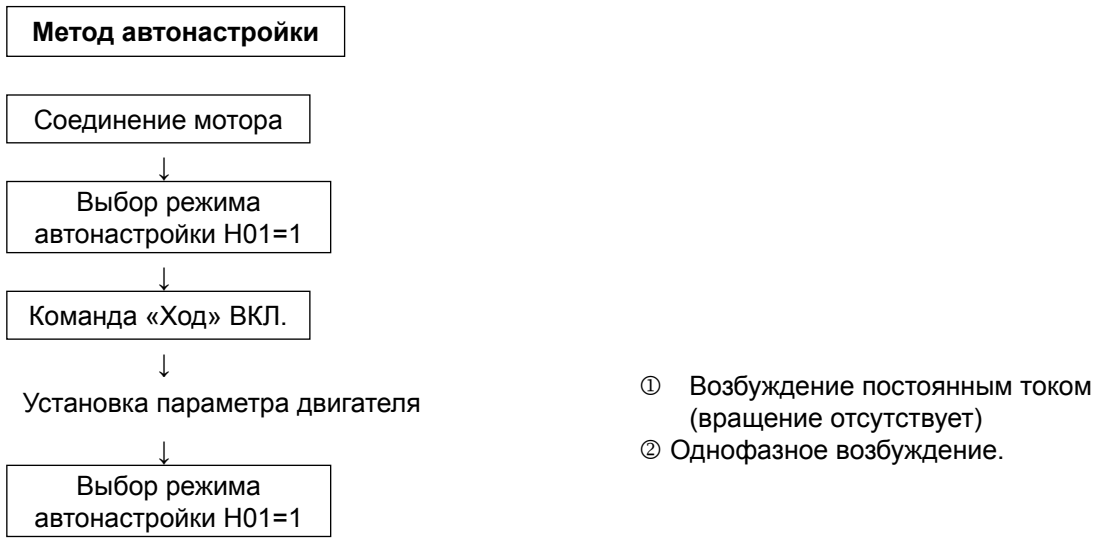 Метод автонастройки
Соединение мотора
↓
Выбор режима
автонастройки H01=1
↓
Команда «Ход» ВКЛ.
↓
Установка параметра двигателя
↓
Выбор режима
автонастройки H01=1
① Возбуждение постоянным током
(вращение отсутствует)
② Однофазное возбуждение.